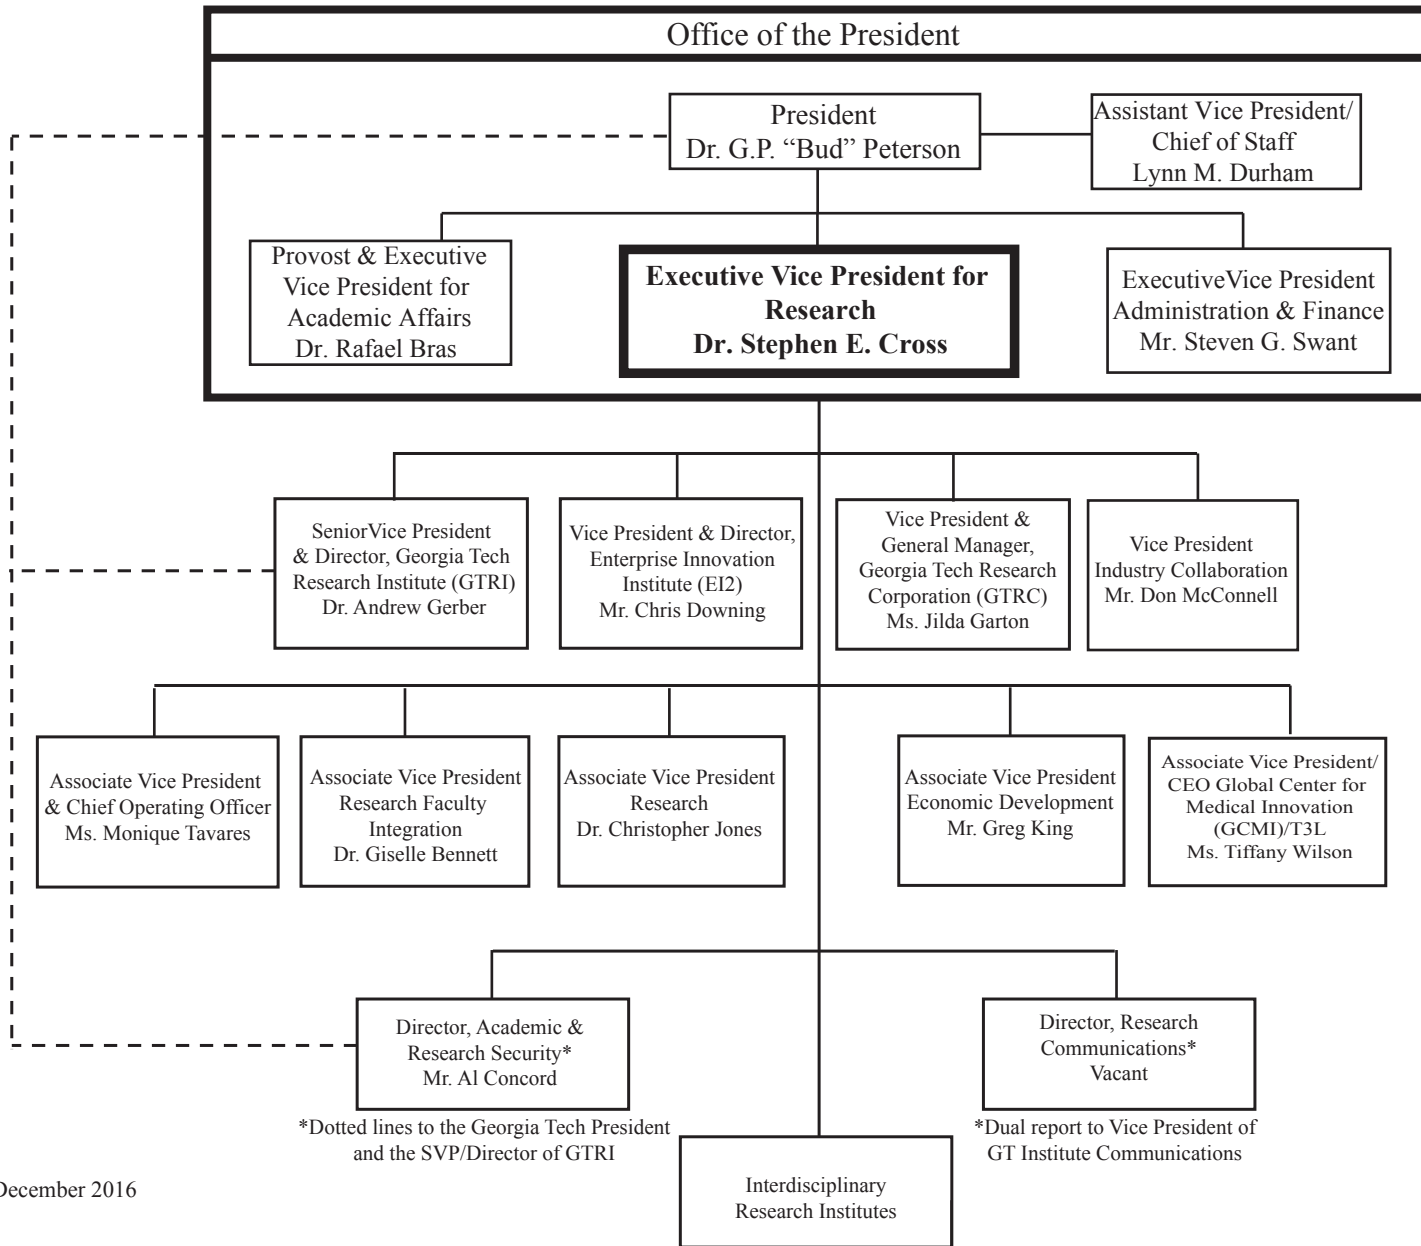 Office of the President
President
Dr. G.P. “Bud” Peterson
Assistant Vice President/
Chief of Staff
Lynn M. Durham
Provost & Executive
Vice President for
Academic Affairs
Dr. Rafael Bras
Executive Vice President for
Research
Dr. Stephen E. Cross
ExecutiveVice President
Administration & Finance
Mr. Steven G. Swant
SeniorVice President
& Director, Georgia Tech
Research Institute (GTRI)
Dr. Andrew Gerber
Vice President & Director,
Enterprise Innovation
Institute (EI2)
Mr. Chris Downing
Vice President &
General Manager,
Georgia Tech Research
Corporation (GTRC)
Ms. Jilda Garton
Vice President
Industry Collaboration
Mr. Don McConnell
Associate Vice President
& Chief Operating Officer
Ms. Monique Tavares
Associate Vice President
Research Faculty
Integration
Dr. Giselle Bennett
Associate Vice President
Research
Dr. Christopher Jones
Associate Vice President
Economic Development
Mr. Greg King
Associate Vice President/
CEO Global Center for
Medical Innovation
(GCMI)/T3L
Ms. Tiffany Wilson
Director, Academic &
Research Security*
Mr. Al Concord
*Dotted lines to the Georgia Tech President
and the SVP/Director of GTRI
Director, Research
Communications*
Vacant
*Dual report to Vice President of
GT Institute Communications
Interdisciplinary
Research Institutes
December 2016